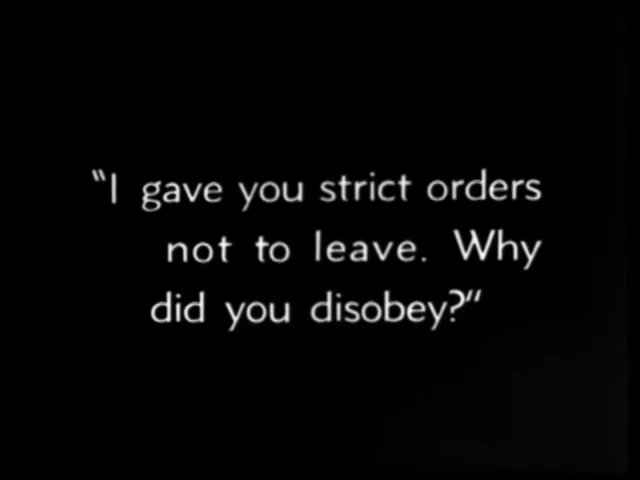 “I gave you strict orders
not to leave. Why
did you disobey?”